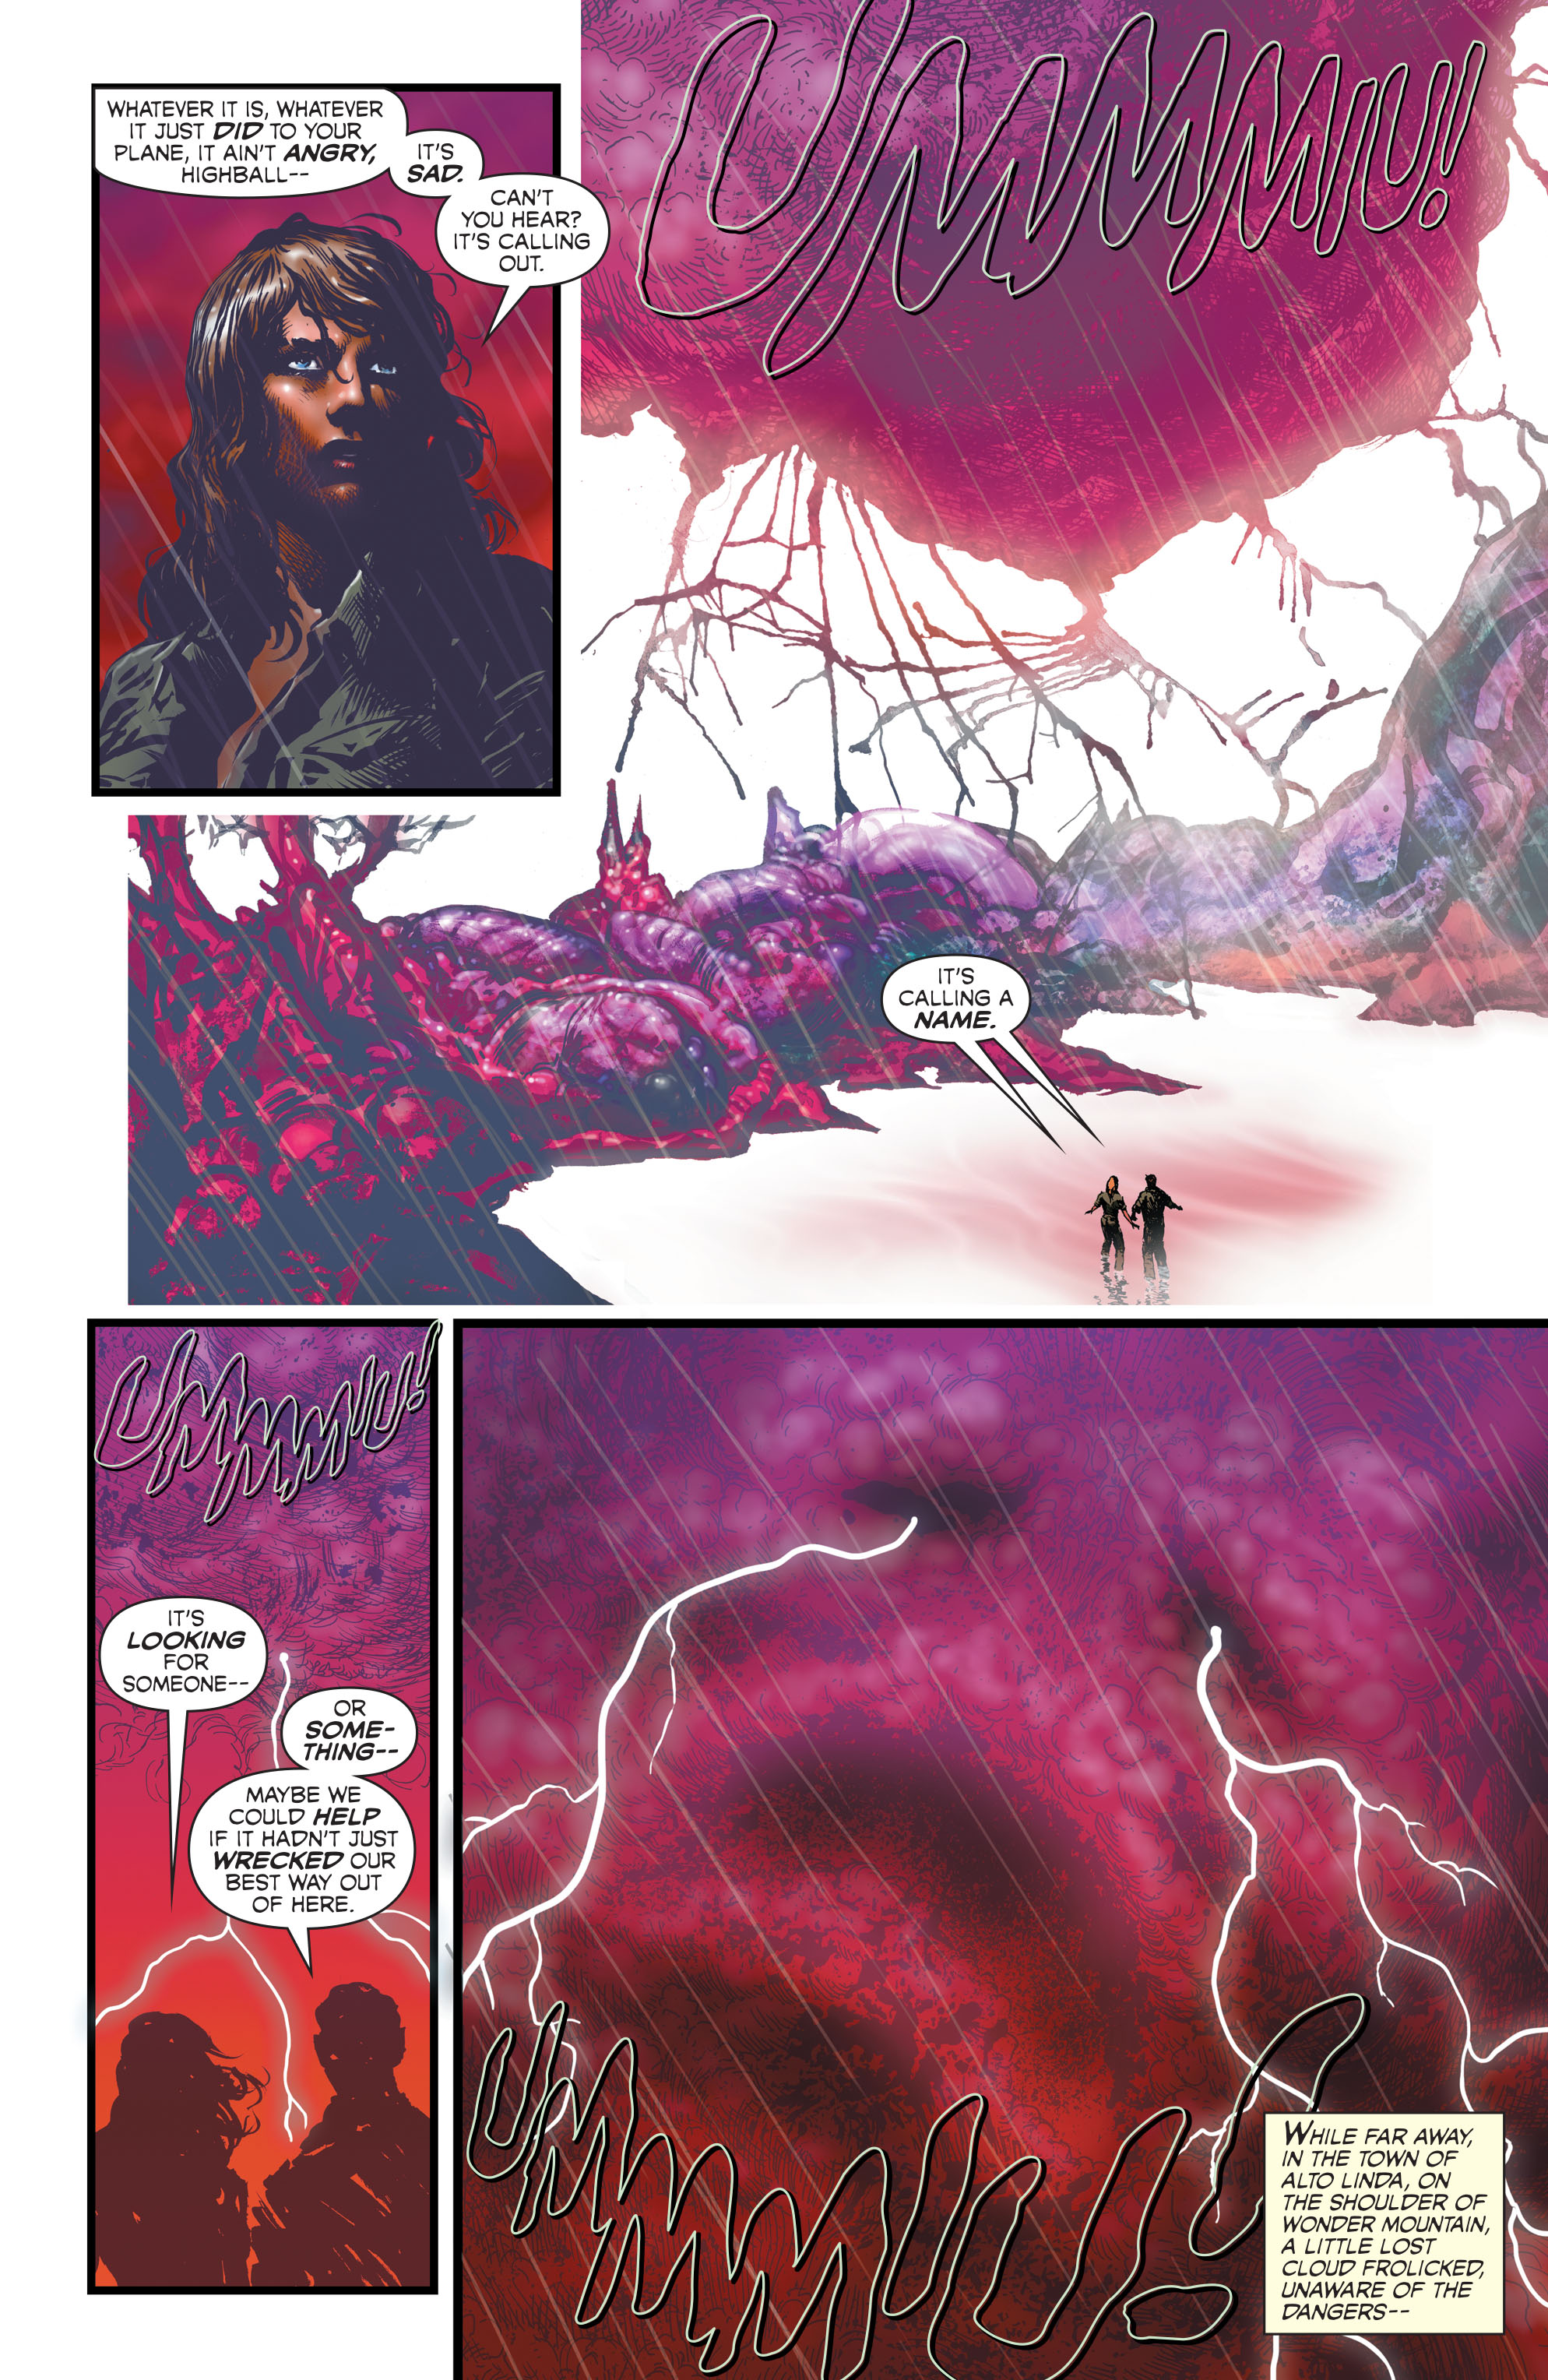 WHATEVER IT IS, WHATEVER
IT JUST DID TO YOUR
PLANE, IT AIN'T ANGRY,
HIGHBALL--
IT'S
SAD.
CAN'T
YOU HEAR?
IT'S CALLING
OUT.
UMMMU!!
IT'S
CALLING A
NAME.
UMMMU!
IT'S
LOOKING
FOR
SOMEONE--
OR
SOME-
THING--
MAYBE WE
COULD HELP
IF IT HADN'T JUST
WRECKED OUR
BEST WAY OUT
OF HERE.
UMMMU!
WHILE FAR AWAY,
IN THE TOWN OF
ALTO LINDA, ON
THE SHOULDER OF
WONDER MOUNTAIN,
A LITTLE LOST
CLOUD FROLICKED,
UNAWARE OF THE
DANGERS--